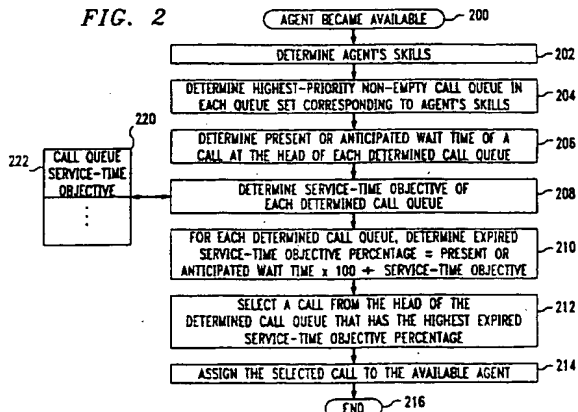 FIG. 2
AGENT BECAME AVAILABLE
200
DETERMINE AGENT'S SKILLS
202
DETERMINE HIGHEST-PRIORITY NON-EMPTY CALL QUEUE IN
EACH QUEUE SET CORRESPONDING TO AGENT'S SKILLS
204
DETERMINE PRESENT OR ANTICIPATED WAIT TIME OF A
CALL AT THE HEAD OF EACH DETERMINED CALL QUEUE
206
220
222
CALL QUEUE
SERVICE-TIME
OBJECTIVE
DETERMINE SERVICE-TIME OBJECTIVE OF
EACH DETERMINED CALL QUEUE
208
FOR EACH DETERMINED CALL QUEUE, DETERMINE EXPIRED
SERVICE-TIME OBJECTIVE PERCENTAGE = PRESENT OR
ANTICIPATED WAIT TIME x 100 ÷ SERVICE-TIME OBJECTIVE
210
SELECT A CALL FROM THE HEAD OF THE
DETERMINED CALL QUEUE THAT HAS THE HIGHEST EXPIRED
SERVICE-TIME OBJECTIVE PERCENTAGE
212
ASSIGN THE SELECTED CALL TO THE AVAILABLE AGENT
214
END
216